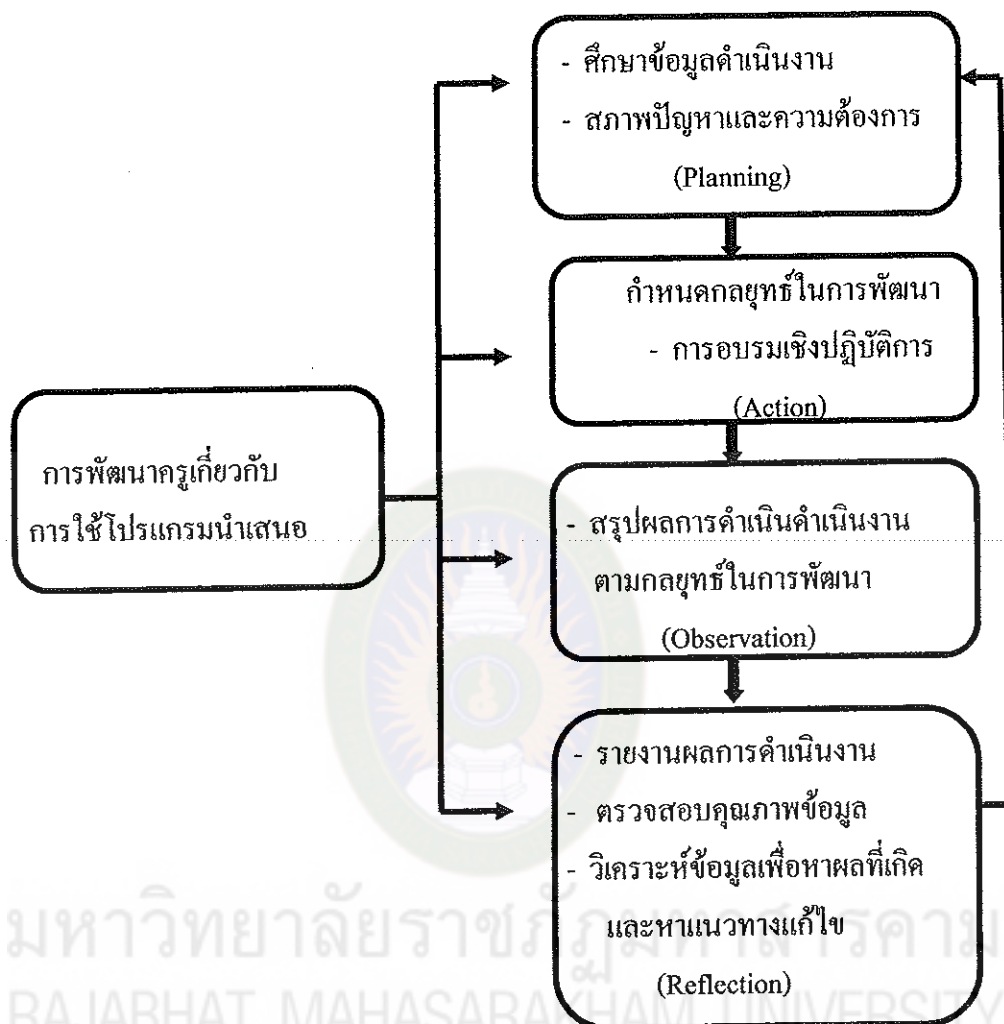 - ศึกษาข้อมูลดำเนินงาน
- สภาพปัญหาและความต้องการ
(Planning)
กำหนดกลยุทธ์ในการพัฒนา
- การอบรมเชิงปฏิบัติการ
(Action)
การพัฒนาครูเกี่ยวกับ
การใช้โปรแกรมนำเสนอ
- สรุปผลการดำเนินดำเนินงาน
ตามกลยุทธ์ในการพัฒนา
(Observation)
- รายงานผลการดำเนินงาน
- ตรวจสอบคุณภาพข้อมูล
- วิเคราะห์ข้อมูลเพื่อหาผลที่เกิด
และหาแนวทางแก้ไข
(Reflection)
มหาวิทยาลัยราชภัฏมหาสารคาม
RAJABHAT MAHASARAKHAM UNIVERSITY